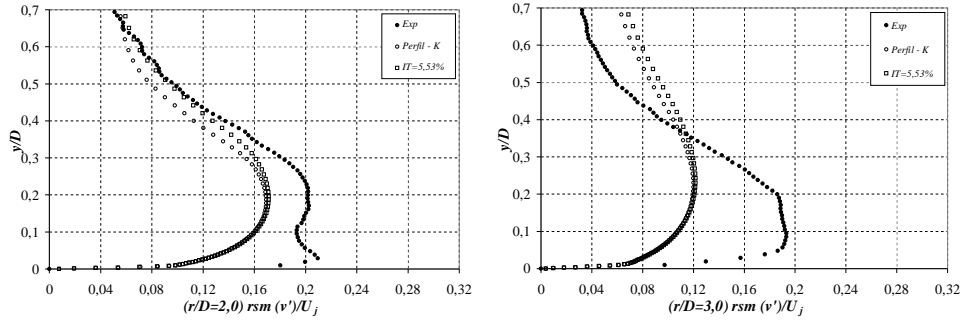 0,7
0,6
0,5
0,4
0,3
0,2
0,1
0
y/D
Exp
Perfil - K
IT=5,53%
0 0,04 0,08 0,12 0,16 0,2 0,24 0,28 0,32
(r/D=2,0) rsm (v')/Uj
0,7
0,6
0,5
0,4
0,3
0,2
0,1
0
y/D
Exp
Perfil - K
IT=5,53%
0 0,04 0,08 0,12 0,16 0,2 0,24 0,28 0,32
(r/D=3,0) rsm (v')/Uj